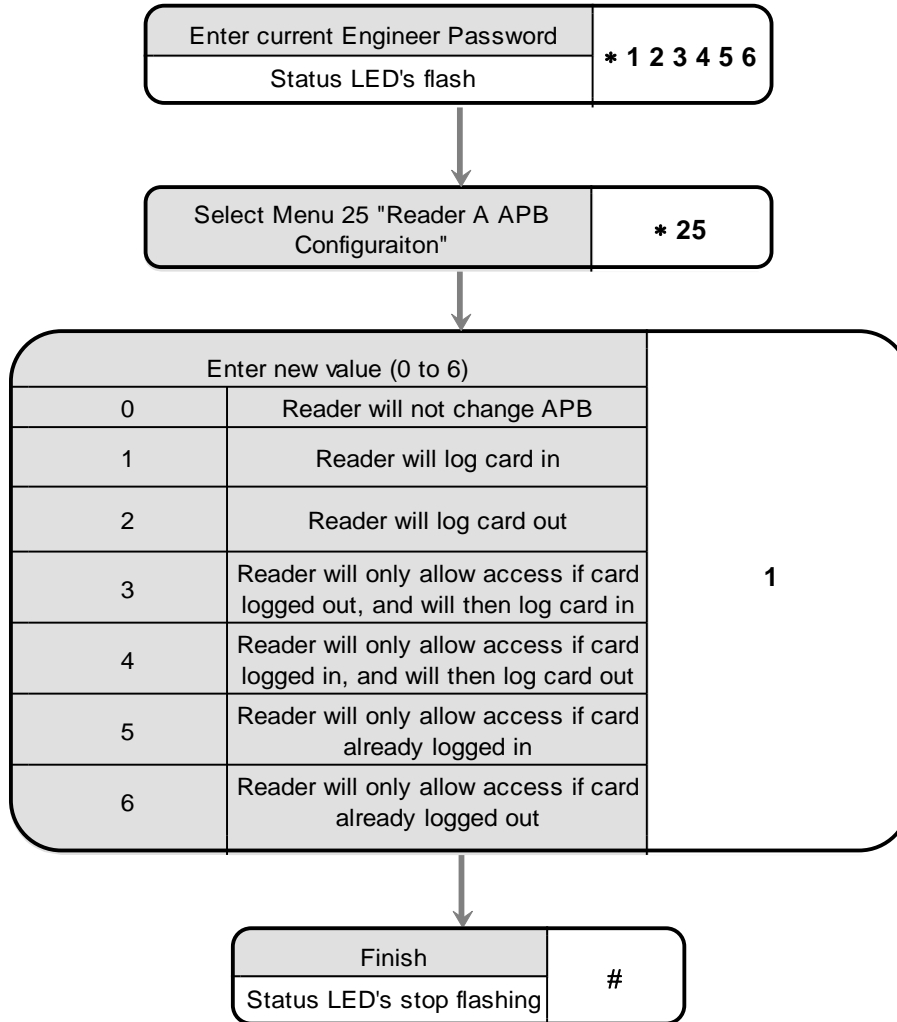 Enter current Engineer Password
∗ 1 2 3 4 5 6
Status LED's flash
Select Menu 25 "Reader A APB
Configuraiton"
∗ 25
Enter new value (0 to 6)
0
Reader will not change APB
1
Reader will log card in
2
Reader will log card out
3
Reader will only allow access if card
logged out, and will then log card in
4
Reader will only allow access if card
logged in, and will then log card out
5
Reader will only allow access if card
already logged in
6
Reader will only allow access if card
already logged out
1
Finish
Status LED's stop flashing
#